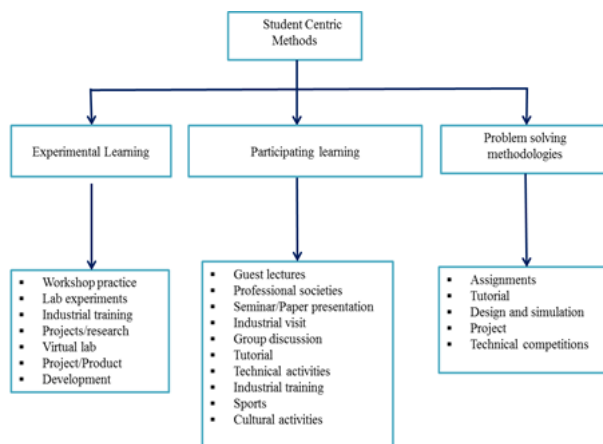 Student Centric
Methods
Experimental Learning
Participating learning
Problem solving
methodologies
▪ Workshop practice
▪ Lab experiments
▪ Industrial training
▪ Projects/research
▪ Virtual lab
▪ Project/Product
▪ Development
▪ Guest lectures
▪ Professional societies
▪ Seminar/Paper presentation
▪ Industrial visit
▪ Group discussion
▪ Tutorial
▪ Technical activities
▪ Industrial training
▪ Sports
▪ Cultural activities
▪ Assignments
▪ Tutorial
▪ Design and simulation
▪ Project
▪ Technical competitions